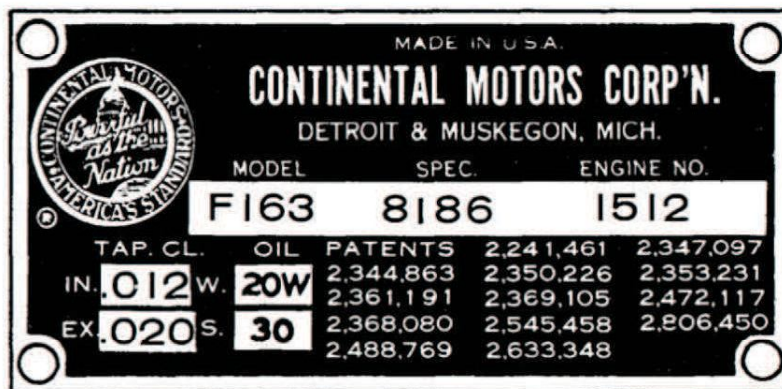 MADE IN U.S.A.
CONTINENTAL MOTORS CORP'N.
DETROIT & MUSKEGON, MICH.
CONTINENTAL MOTORS
AMERICA'S STANDARD
Powerful
as the
Nation
®
MODEL SPEC. ENGINE NO.
F163 8186 1512
TAP. CL. OIL PATENTS 2,241,461 2,347,097
IN. .012 W. 20W 2,344,863 2,350,226 2,353,231
2,361,191 2,369,105 2,472,117
EX. .020 S. 30 2,368,080 2,545,458 2,806,450
2,488,769 2,633,348